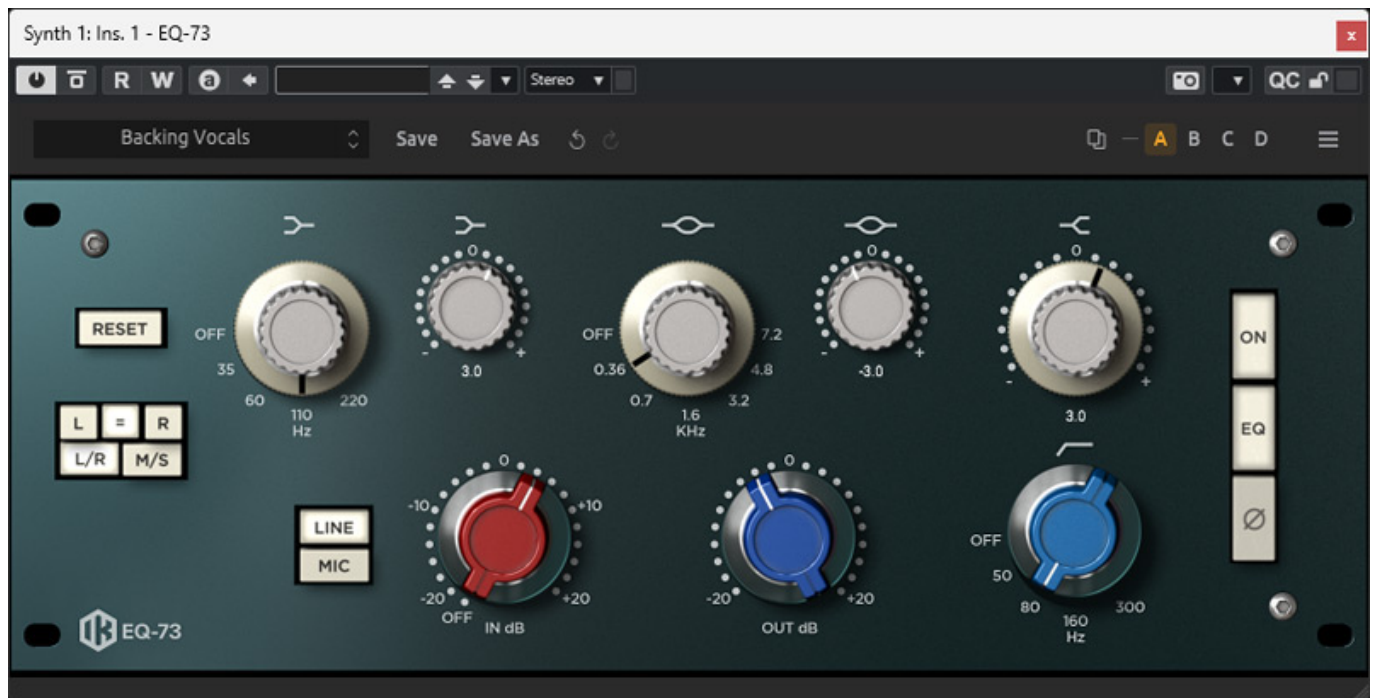 Synth 1: Ins. 1 - EQ-73
x
R W a Stereo QC
Backing Vocals Save Save As A B C D
0 0 0
RESET
OFF
35
60
110
Hz
220
- +
3.0
OFF
0.36
0.7
1.6
KHz
3.2
4.8
7.2
- +
-3.0
- +
3.0
ON
EQ
Ø
L = R
L/R M/S
LINE
MIC
0
-10 +10
-20 +20
OFF
IN dB
0
-20 +20
OUT dB
OFF
50
80
160
Hz
300
EQ-73